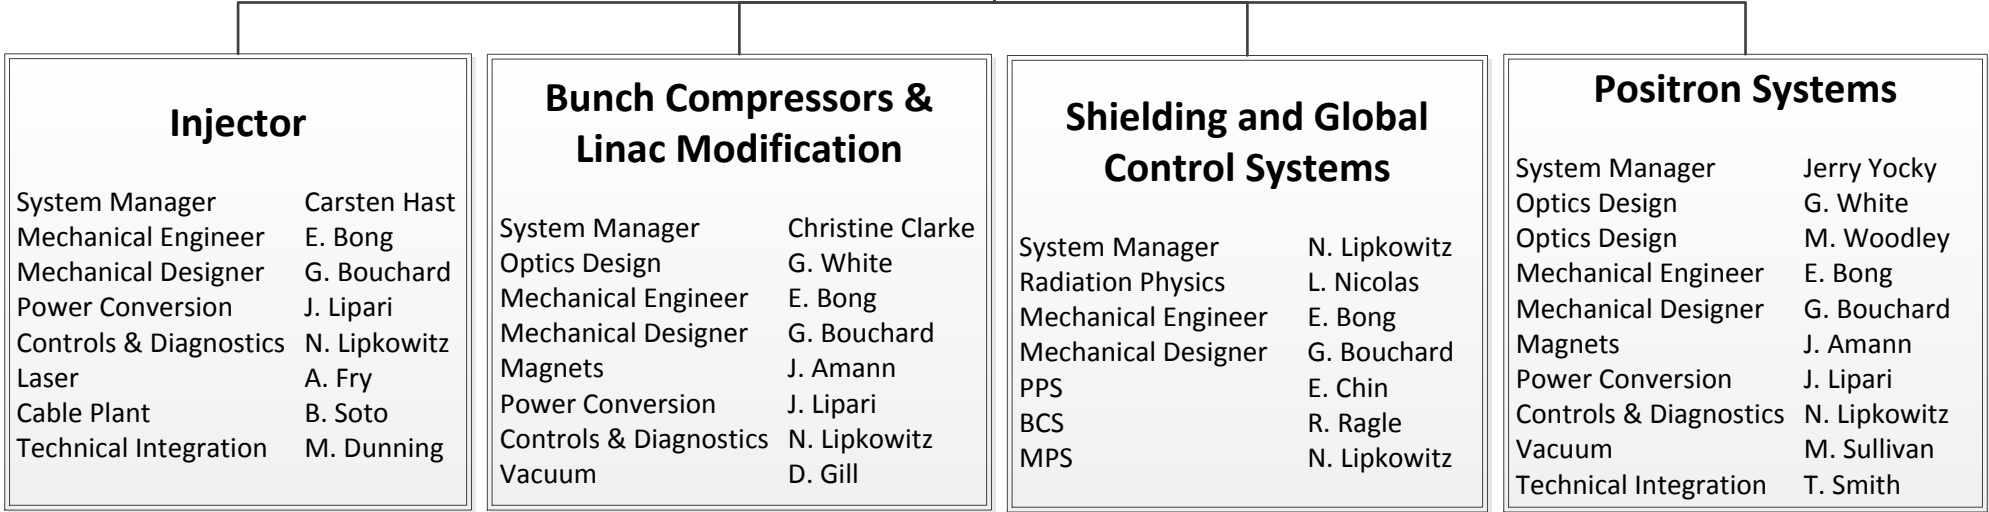 Injector
System Manager Carsten Hast
Mechanical Engineer E. Bong
Mechanical Designer G. Bouchard
Power Conversion J. Lipari
Controls & Diagnostics N. Lipkowitz
Laser A. Fry
Cable Plant B. Soto
Technical Integration M. Dunning
Bunch Compressors &
Linac Modification
System Manager Christine Clarke
Optics Design G. White
Mechanical Engineer E. Bong
Mechanical Designer G. Bouchard
Magnets J. Amann
Power Conversion J. Lipari
Controls & Diagnostics N. Lipkowitz
Vacuum D. Gill
Shielding and Global
Control Systems
System Manager N. Lipkowitz
Radiation Physics L. Nicolas
Mechanical Engineer E. Bong
Mechanical Designer G. Bouchard
PPS E. Chin
BCS R. Ragle
MPS N. Lipkowitz
Positron Systems
System Manager Jerry Yocky
Optics Design G. White
Optics Design M. Woodley
Mechanical Engineer E. Bong
Mechanical Designer G. Bouchard
Magnets J. Amann
Power Conversion J. Lipari
Controls & Diagnostics N. Lipkowitz
Vacuum M. Sullivan
Technical Integration T. Smith